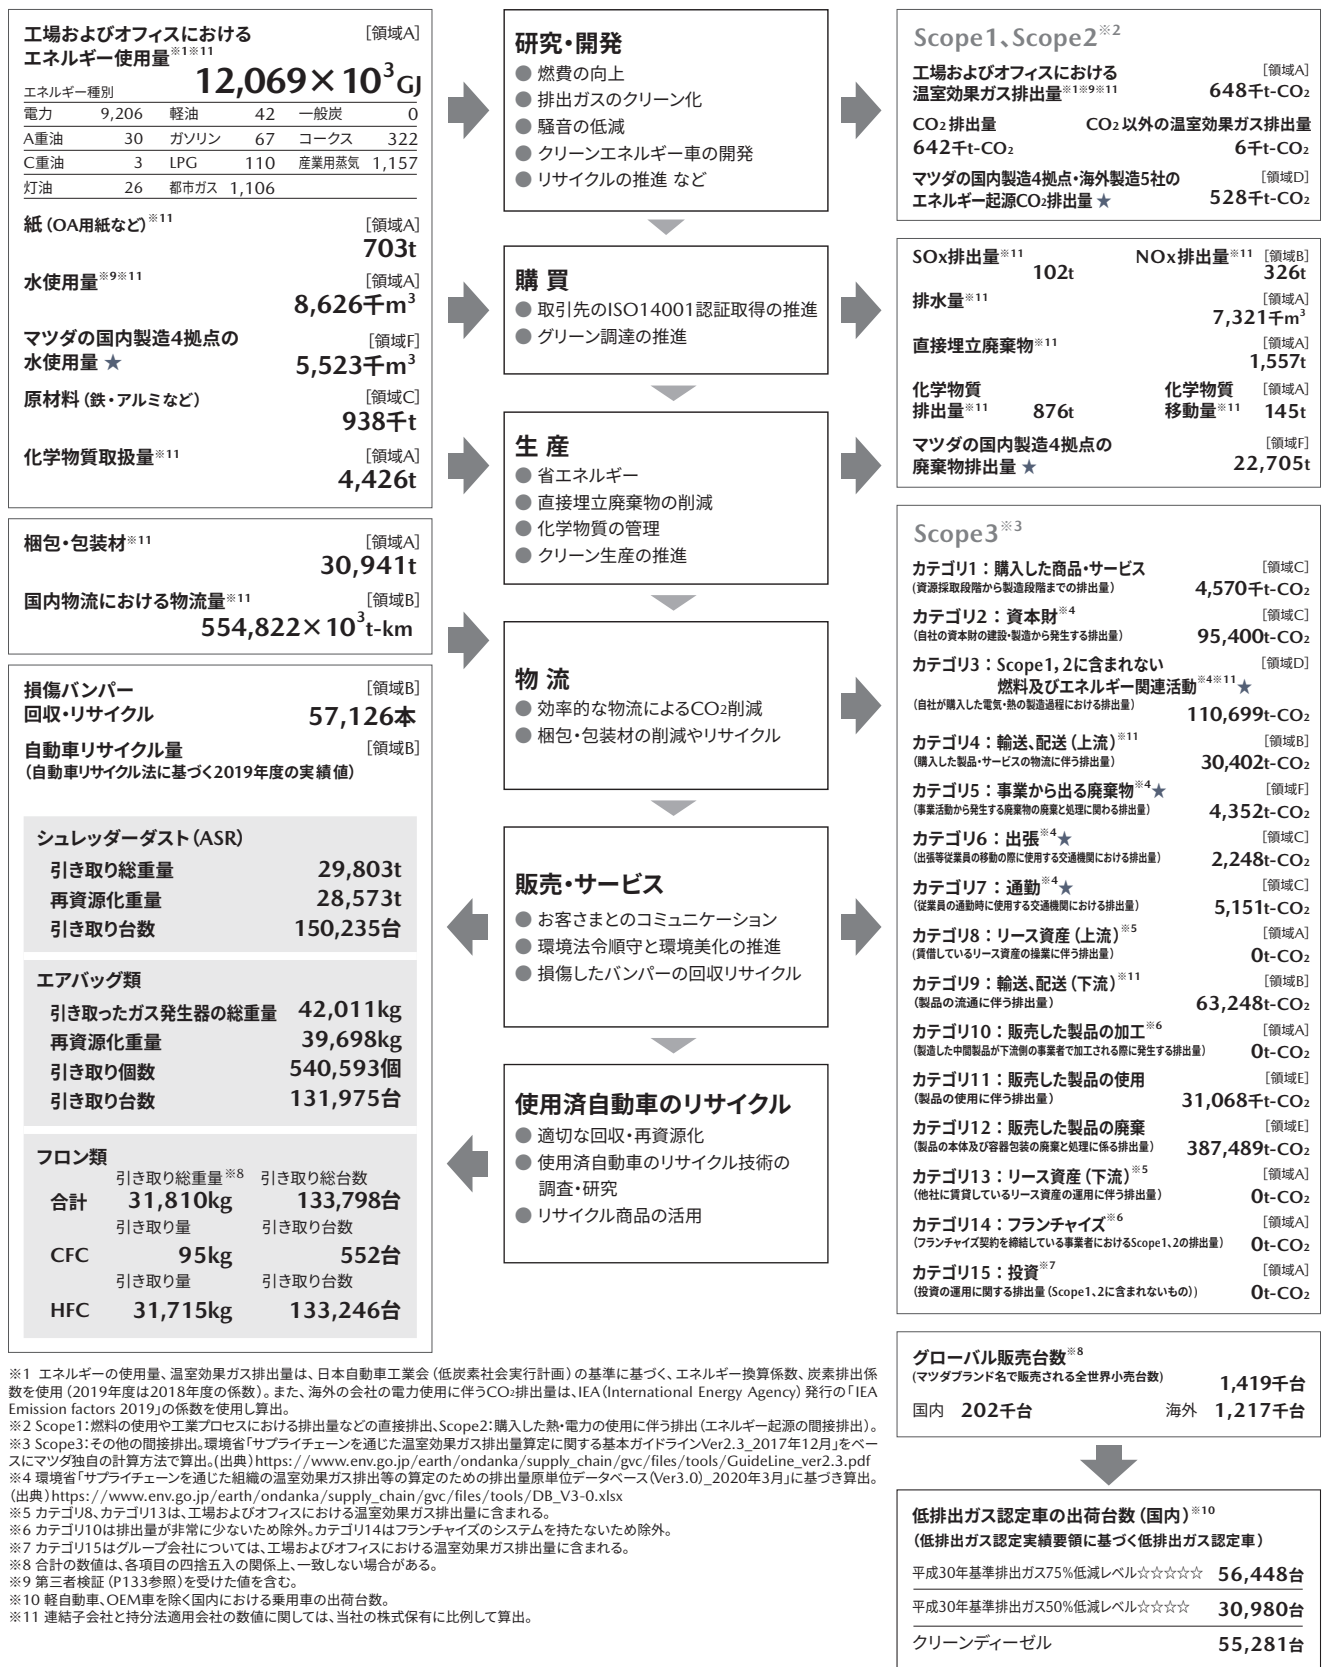 工場およびオフィスにおける [領域A]
エネルギー使用量※1※11
12,069×10³GJ
エネルギー種別
電力 9,206 軽油 42 一般炭 0
A重油 30 ガソリン 67 コークス 322
C重油 3 LPG 110 産業用蒸気 1,157
灯油 26 都市ガス 1,106
紙（OA用紙など）※11 [領域A]
703t
水使用量※9※11 [領域A]
8,626千m³
マツダの国内製造4拠点の [領域F]
水使用量 ★ 5,523千m³
原材料（鉄・アルミなど） [領域C]
938千t
化学物質取扱量※11 [領域A]
4,426t
梱包・包装材※11 [領域A]
30,941t
国内物流における物流量※11 [領域B]
554,822×10³t-km
損傷バンパー [領域B]
回収・リサイクル 57,126本
自動車リサイクル量 [領域B]
（自動車リサイクル法に基づく2019年度の実績値）
シュレッダーダスト（ASR）
引き取り総重量 29,803t
再資源化重量 28,573t
引き取り台数 150,235台
エアバッグ類
引き取ったガス発生器の総重量 42,011kg
再資源化重量 39,698kg
引き取り個数 540,593個
引き取り台数 131,975台
フロン類
引き取り総重量※8 引き取り総台数
合計 31,810kg 133,798台
引き取り量 引き取り台数
CFC 95kg 552台
引き取り量 引き取り台数
HFC 31,715kg 133,246台
研究・開発
● 燃費の向上
● 排出ガスのクリーン化
● 騒音の低減
● クリーンエネルギー車の開発
● リサイクルの推進 など
購 買
● 取引先のISO14001認証取得の推進
● グリーン調達の推進
生 産
● 省エネルギー
● 直接埋立廃棄物の削減
● 化学物質の管理
● クリーン生産の推進
物 流
● 効率的な物流によるCO₂削減
● 梱包・包装材の削減やリサイクル
販売・サービス
● お客さまとのコミュニケーション
● 環境法令順守と環境美化の推進
● 損傷したバンパーの回収リサイクル
使用済自動車のリサイクル
● 適切な回収・再資源化
● 使用済自動車のリサイクル技術の
調査・研究
● リサイクル商品の活用
Scope1、Scope2※2
工場およびオフィスにおける [領域A]
温室効果ガス排出量※1※9※11 648千t-CO₂
CO₂排出量 CO₂以外の温室効果ガス排出量
642千t-CO₂ 6千t-CO₂
マツダの国内製造4拠点・海外製造5社の [領域D]
エネルギー起源CO₂排出量 ★ 528千t-CO₂
SOx排出量※11 NOx排出量※11 [領域B]
102t 326t
排水量※11 [領域A]
7,321千m³
直接埋立廃棄物※11 [領域A]
1,557t
化学物質 化学物質 [領域A]
排出量※11 876t 移動量※11 145t
マツダの国内製造4拠点の [領域F]
廃棄物排出量 ★ 22,705t
Scope3※3
カテゴリ1：購入した商品・サービス [領域C]
（資源採取段階から製造段階までの排出量） 4,570千t-CO₂
カテゴリ2：資本財※4 [領域C]
（自社の資本財の建設・製造から発生する排出量） 95,400t-CO₂
カテゴリ3：Scope1，2に含まれない [領域D]
燃料及びエネルギー関連活動※4※11★
（自社が購入した電気・熱の製造過程における排出量） 110,699t-CO₂
カテゴリ4：輸送、配送（上流）※11 [領域B]
（購入した製品・サービスの物流に伴う排出量） 30,402t-CO₂
カテゴリ5：事業から出る廃棄物※4★ [領域F]
（事業活動から発生する廃棄物の廃棄と処理に関わる排出量） 4,352t-CO₂
カテゴリ6：出張※4★ [領域C]
（出張等従業員の移動の際に使用する交通機関における排出量） 2,248t-CO₂
カテゴリ7：通勤※4★ [領域C]
（従業員の通勤時に使用する交通機関における排出量） 5,151t-CO₂
カテゴリ8：リース資産（上流）※5 [領域A]
（賃借しているリース資産の操業に伴う排出量） 0t-CO₂
カテゴリ9：輸送、配送（下流）※11 [領域B]
（製品の流通に伴う排出量） 63,248t-CO₂
カテゴリ10：販売した製品の加工※6 [領域A]
（製造した中間製品が下流側の事業者で加工される際に発生する排出量） 0t-CO₂
カテゴリ11：販売した製品の使用 [領域E]
（製品の使用に伴う排出量） 31,068千t-CO₂
カテゴリ12：販売した製品の廃棄 [領域E]
（製品の本体及び容器包装の廃棄と処理に係る排出量） 387,489t-CO₂
カテゴリ13：リース資産（下流）※5 [領域A]
（他社に賃貸しているリース資産の運用に伴う排出量） 0t-CO₂
カテゴリ14：フランチャイズ※6 [領域A]
（フランチャイズ契約を締結している事業者におけるScope1、2の排出量） 0t-CO₂
カテゴリ15：投資※7 [領域A]
（投資の運用に関する排出量（Scope1、2に含まれないもの）） 0t-CO₂
グローバル販売台数※8
（マツダブランド名で販売される全世界小売台数） 1,419千台
国内 202千台 海外 1,217千台
低排出ガス認定車の出荷台数（国内）※10
（低排出ガス認定実績要領に基づく低排出ガス認定車）
平成30年基準排出ガス75%低減レベル☆☆☆☆☆ 56,448台
平成30年基準排出ガス50%低減レベル☆☆☆☆ 30,980台
クリーンディーゼル 55,281台
※1 エネルギーの使用量、温室効果ガス排出量は、日本自動車工業会（低炭素社会実行計画）の基準に基づく、エネルギー換算係数、炭素排出係
数を使用（2019年度は2018年度の係数）。また、海外の会社の電力使用に伴うCO₂排出量は、IEA（International Energy Agency）発行の「IEA
Emission factors 2019」の係数を使用し算出。
※2 Scope1：燃料の使用や工業プロセスにおける排出量などの直接排出、Scope2：購入した熱・電力の使用に伴う排出（エネルギー起源の間接排出）。
※3 Scope3：その他の間接排出。環境省「サプライチェーンを通じた温室効果ガス排出量算定に関する基本ガイドラインVer2.3_2017年12月」をベー
スにマツダ独自の計算方法で算出。（出典）https://www.env.go.jp/earth/ondanka/supply_chain/gvc/files/tools/GuideLine_ver2.3.pdf
※4 環境省「サプライチェーンを通じた組織の温室効果ガス排出等の算定のための排出量原単位データベース（Ver3.0）_2020年3月」に基づき算出。
（出典）https://www.env.go.jp/earth/ondanka/supply_chain/gvc/files/tools/DB_V3-0.xlsx
※5 カテゴリ8、カテゴリ13は、工場およびオフィスにおける温室効果ガス排出量に含まれる。
※6 カテゴリ10は排出量が非常に少ないため除外。カテゴリ14はフランチャイズのシステムを持たないため除外。
※7 カテゴリ15はグループ会社については、工場およびオフィスにおける温室効果ガス排出量に含まれる。
※8 合計の数値は、各項目の四捨五入の関係上、一致しない場合がある。
※9 第三者検証（P133参照）を受けた値を含む。
※10 軽自動車、OEM車を除く国内における乗用車の出荷台数。
※11 連結子会社と持分法適用会社の数値に関しては、当社の株式保有に比例して算出。